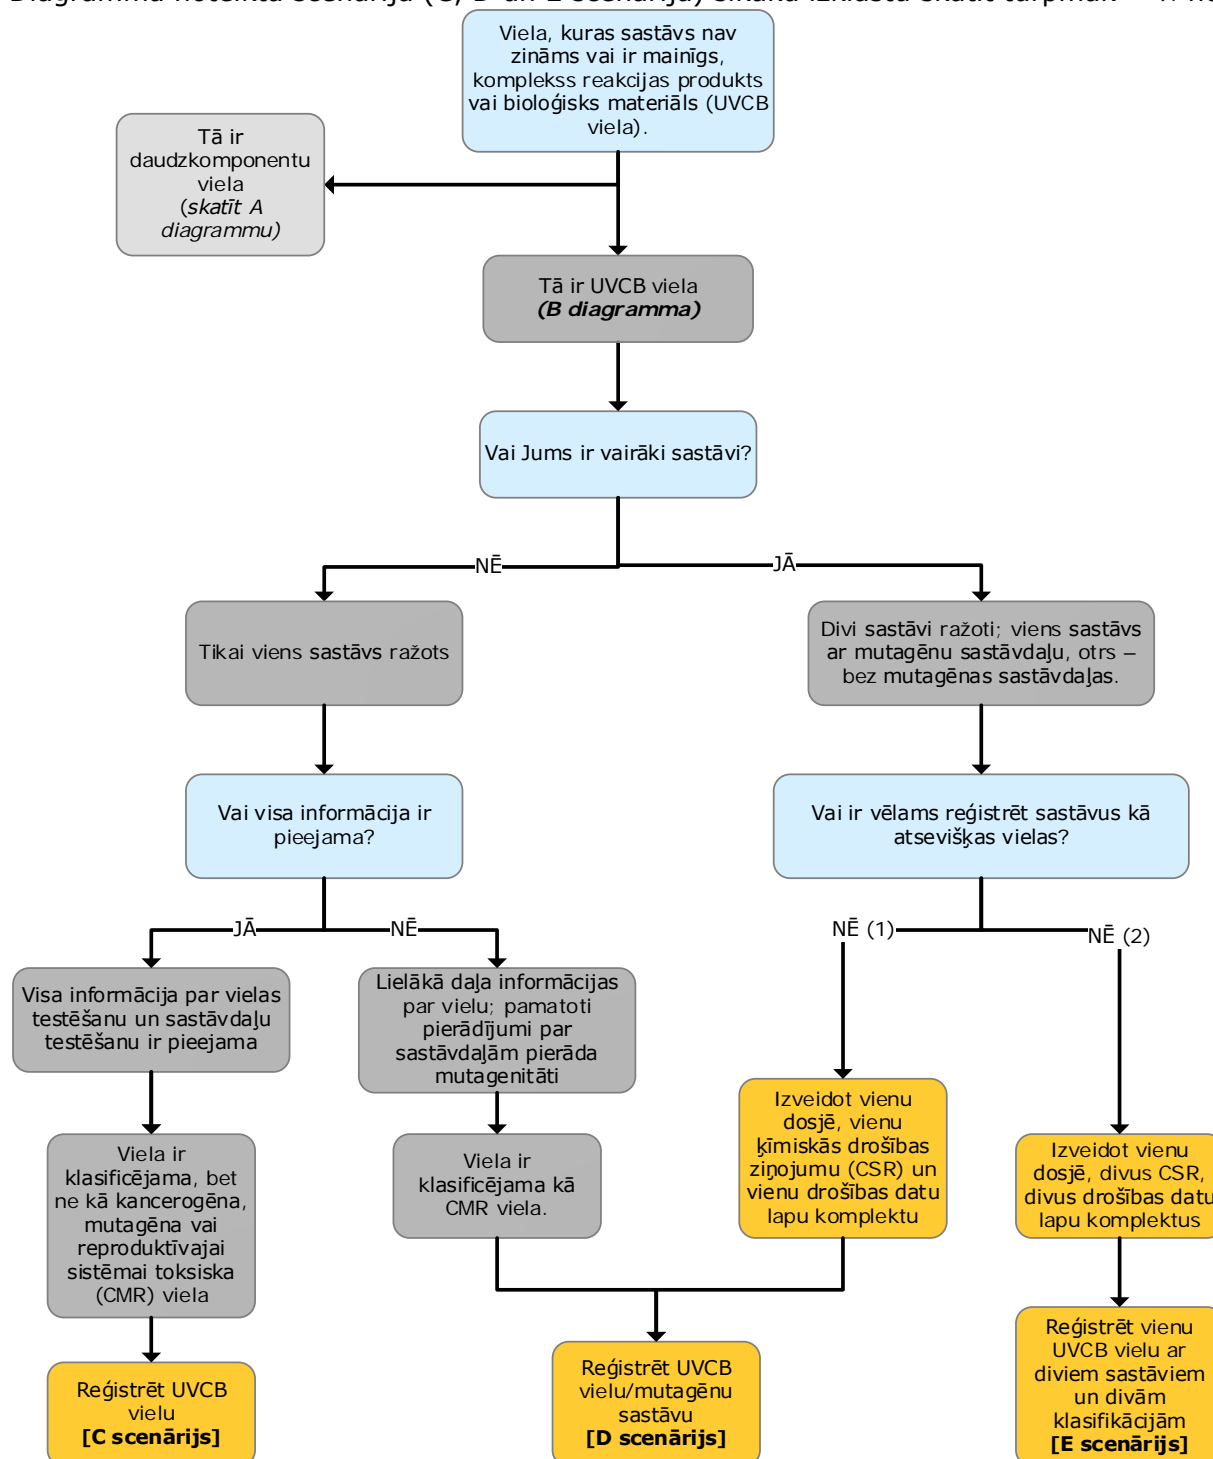 Viela, kuras sastāvs nav
zināms vai ir mainīgs,
komplekss reakcijas produkts
vai bioloģisks materiāls (UVCB
viela).
Tā ir
daudzkomponentu
viela
(skatīt A
diagrammu)
Tā ir UVCB viela
(B diagramma)
Vai Jums ir vairāki sastāvi?
NĒ
JĀ
Tikai viens sastāvs ražots
Divi sastāvi ražoti; viens sastāvs
ar mutagēnu sastāvdaļu, otrs –
bez mutagēnas sastāvdaļas.
Vai visa informācija ir
pieejama?
Vai ir vēlams reģistrēt sastāvus kā
atsevišķas vielas?
JĀ
NĒ
NĒ (1)
NĒ (2)
Visa informācija par vielas
testēšanu un sastāvdaļu
testēšanu ir pieejama
Lielākā daļa informācijas
par vielu; pamatoti
pierādījumi par
sastāvdaļām pierāda
mutagenitāti
Izveidot vienu
dosjē, vienu
ķīmiskās drošības
ziņojumu (CSR) un
vienu drošības datu
lapu komplektu
Izveidot vienu
dosjē, divus CSR,
divus drošības datu
lapu komplektus
Viela ir
klasificējama, bet
ne kā kancerogēna,
mutagēna vai
reproduktīvajai
sistēmai toksiska
(CMR) viela
Viela ir
klasificējama kā
CMR viela.
Reģistrēt UVCB
vielu
[C scenārijs]
Reģistrēt UVCB
vielu/mutagēnu
sastāvu
[D scenārijs]
Reģistrēt vienu
UVCB vielu ar
diviem sastāviem
un divām
klasifikācijām
[E scenārijs]